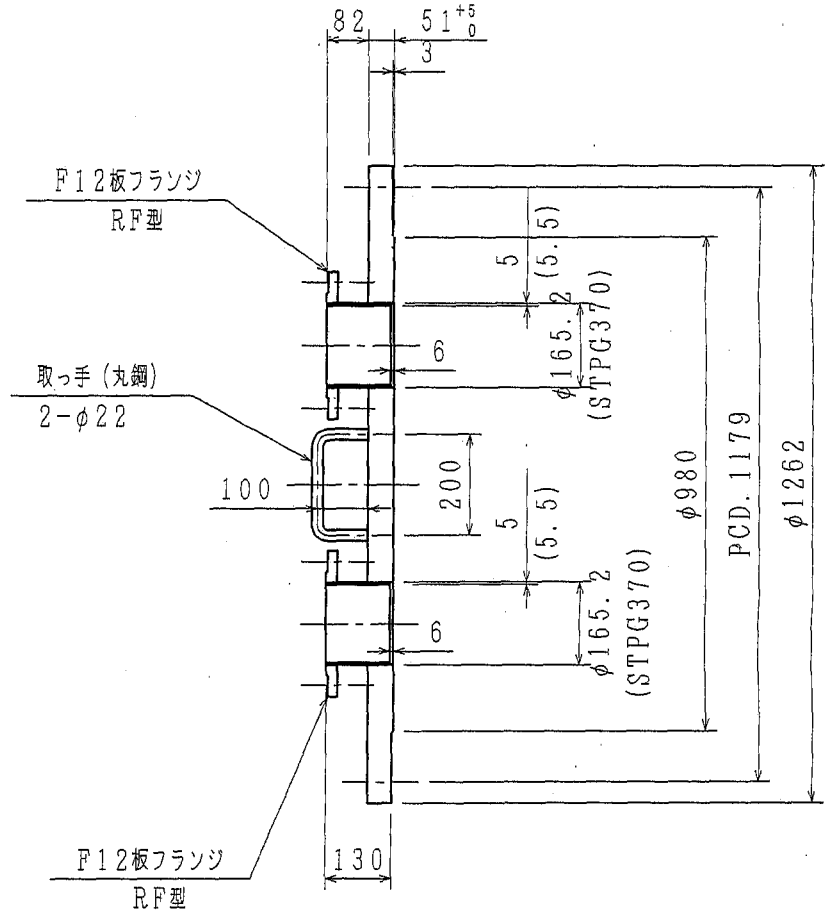 82
51 +5 0
3
F12板フランジ
RF型
5
(5.5)
φ165.2
(STPG370)
6
取っ手(丸鋼)
2-φ22
100
200
5
(5.5)
φ980
PCD.1179
φ1262
φ165.2
(STPG370)
6
F12板フランジ
RF型
130